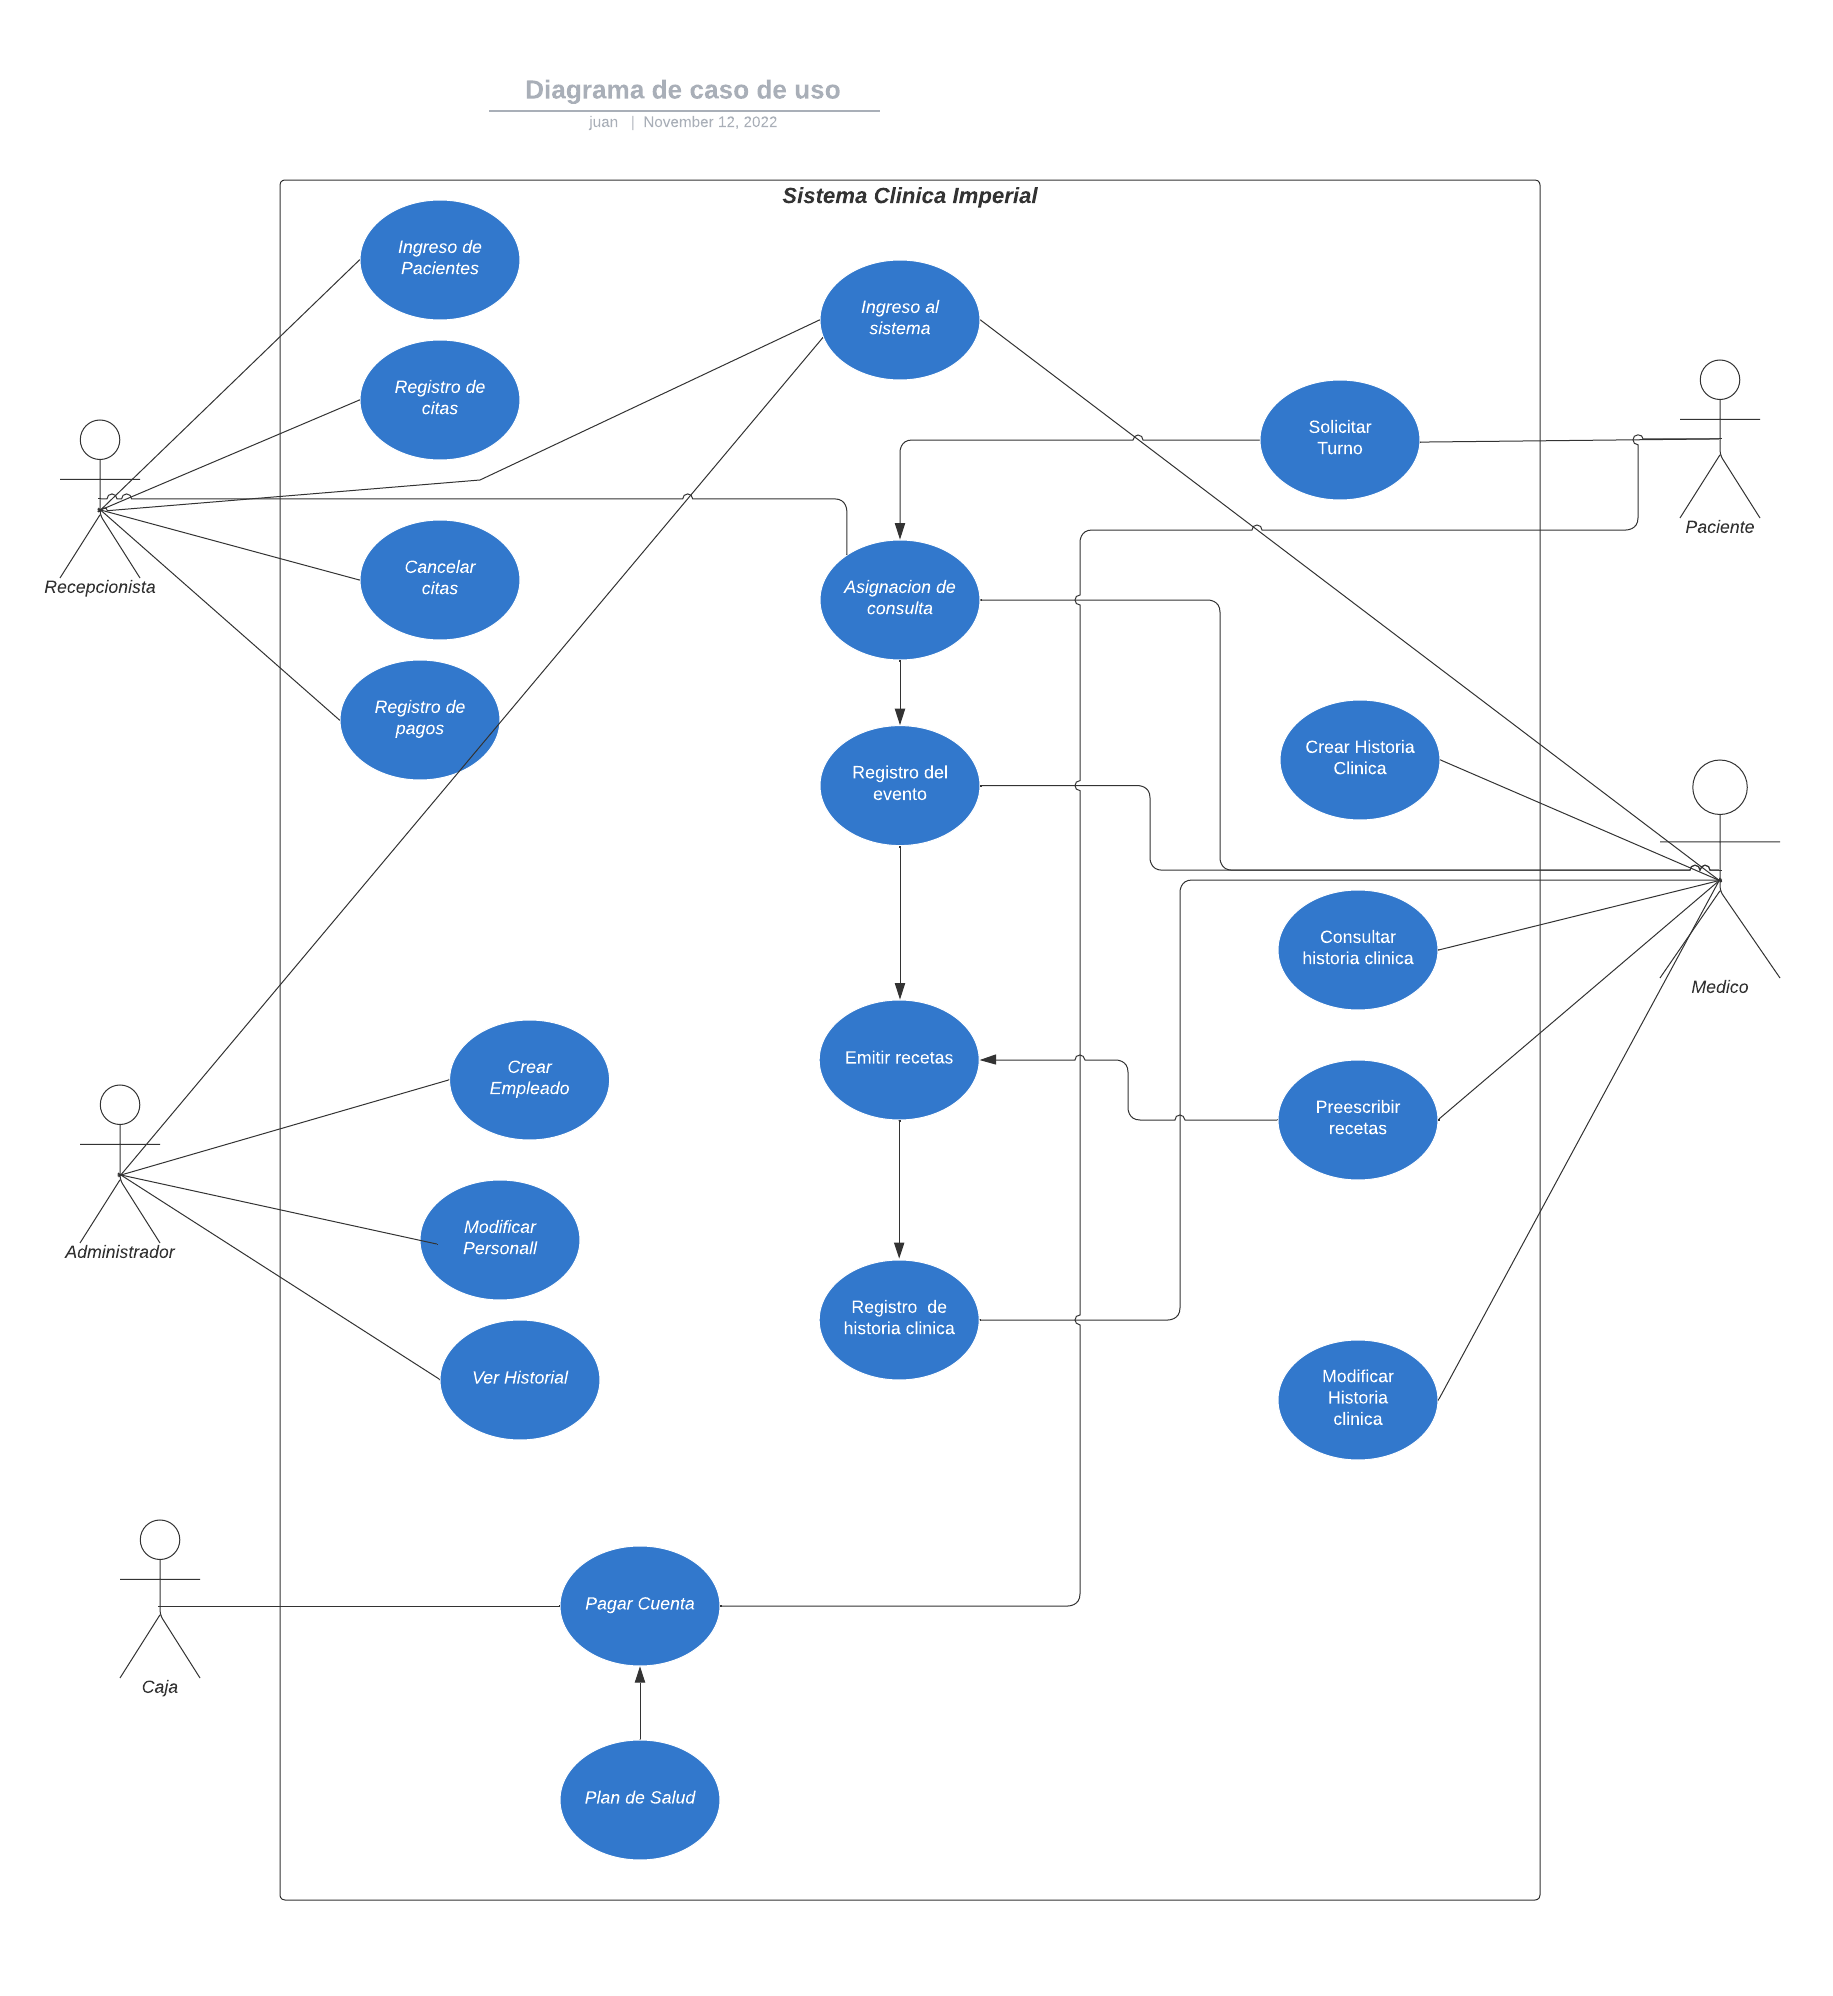 Diagrama de caso de uso
juan | November 12, 2022
Sistema Clinica Imperial
Ingreso de
Pacientes
Ingreso al
sistema
Registro de
citas
Solicitar
Turno
Paciente
Recepcionista
Cancelar
citas
Asignacion de
consulta
Registro de
pagos
Registro del
evento
Crear Historia
Clinica
Consultar
historia clinica
Medico
Crear
Empleado
Emitir recetas
Preescribir
recetas
Administrador
Modificar
Personall
Registro de
historia clinica
Ver Historial
Modificar
Historia
clinica
Pagar Cuenta
Caja
Plan de Salud